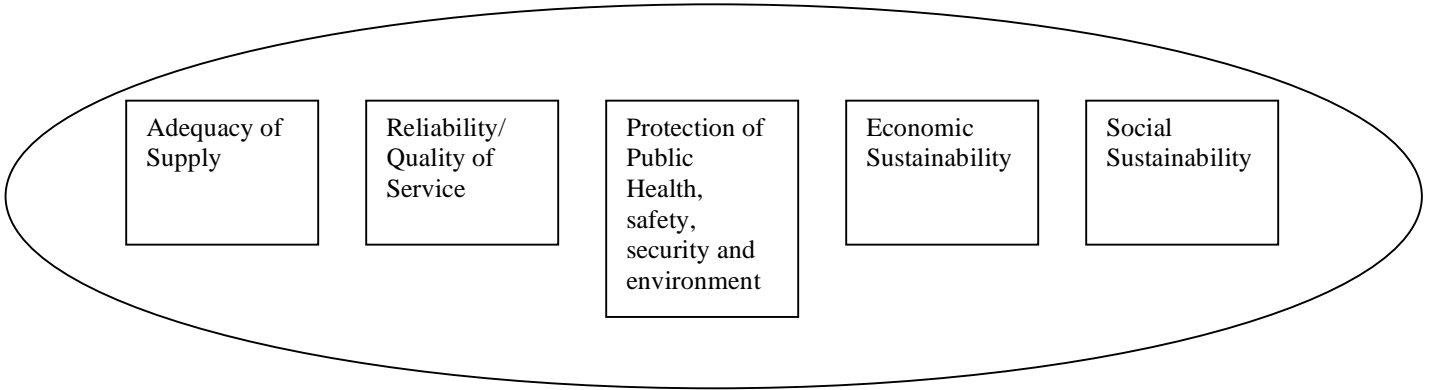 Adequacy of
Supply
Reliability/
Quality of
Service
Protection of
Public
Health,
safety,
security and
environment
Economic
Sustainability
Social
Sustainability